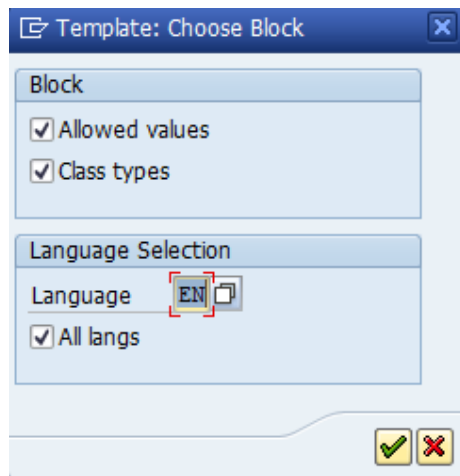 Template: Choose Block
Block
Allowed values
Class types
Language Selection
Language EN
All langs